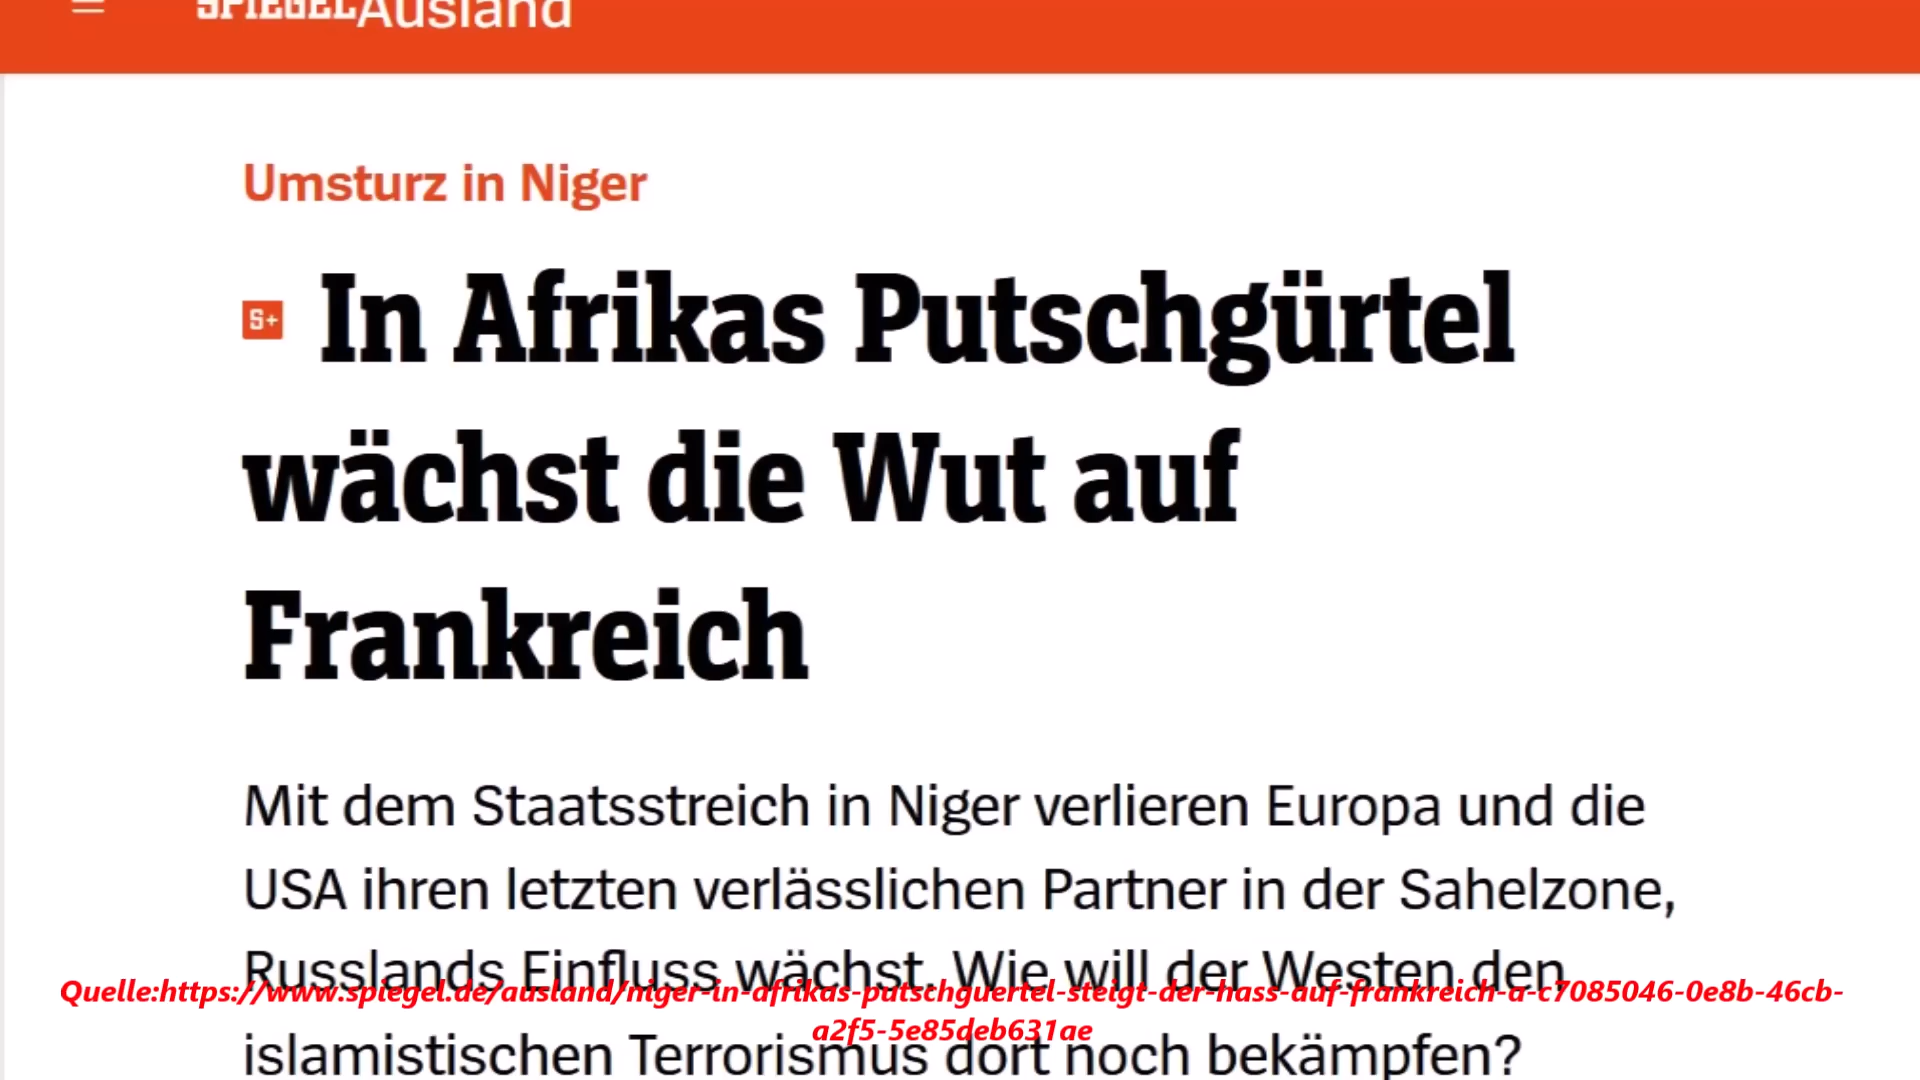 SPIEGEL Ausland
Umsturz in Niger
S+ In Afrikas Putschgürtel
wächst die Wut auf
Frankreich
Mit dem Staatsstreich in Niger verlieren Europa und die
USA ihren letzten verlässlichen Partner in der Sahelzone,
Russlands Einfluss wächst. Wie will der Westen den
Quelle:https://www.spiegel.de/ausland/niger-in-afrikas-putschguertel-steigt-der-hass-auf-frankreich-a-c7085046-0e8b-46cb-
a2f5-5e85deb631ae
islamistischen Terrorismus dort noch bekämpfen?